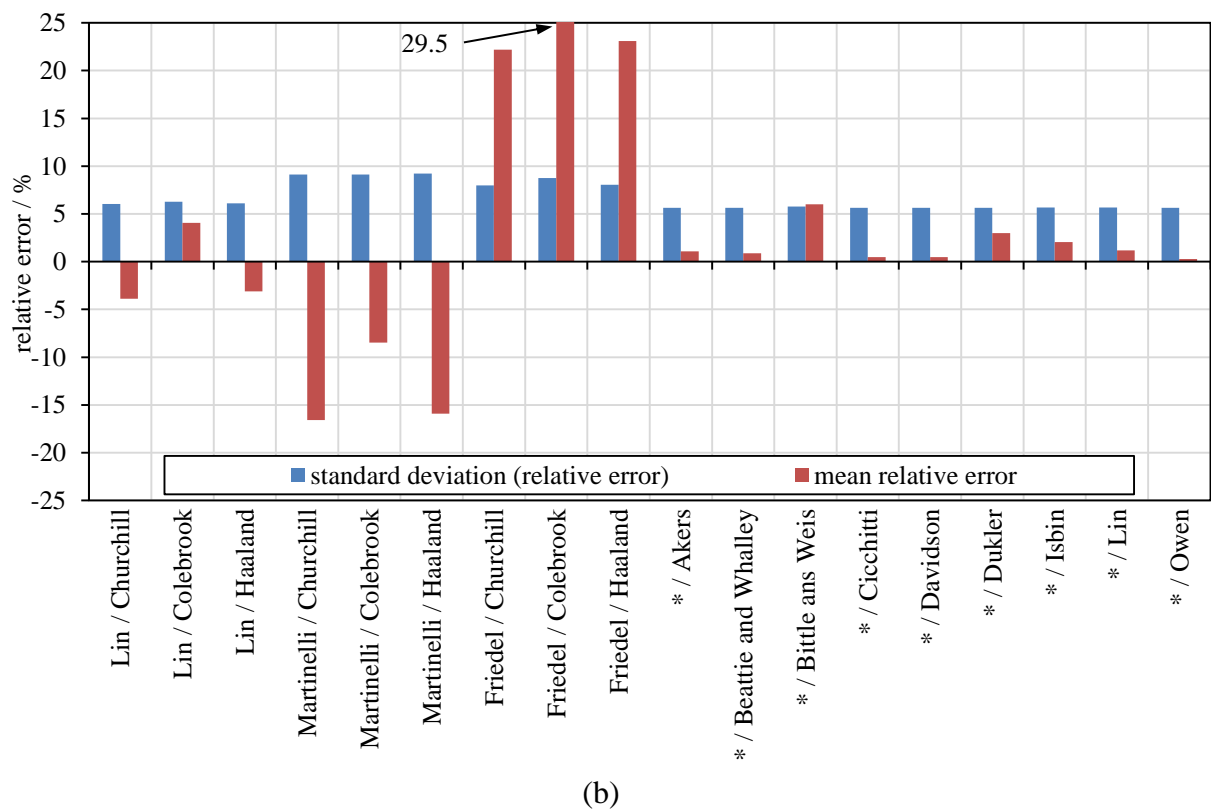 25
20
15
10
5
0
-5
-10
-15
-20
-25
relative error / %
29.5
standard deviation (relative error)
mean relative error
Lin / Churchill
Lin / Colebrook
Lin / Haaland
Martinelli / Churchill
Martinelli / Colebrook
Martinelli / Haaland
Friedel / Churchill
Friedel / Colebrook
Friedel / Haaland
* / Akers
* / Beattie and Whalley
* / Bittle ans Weis
* / Cicchitti
* / Davidson
* / Dukler
* / Isbin
* / Lin
* / Owen
(b)